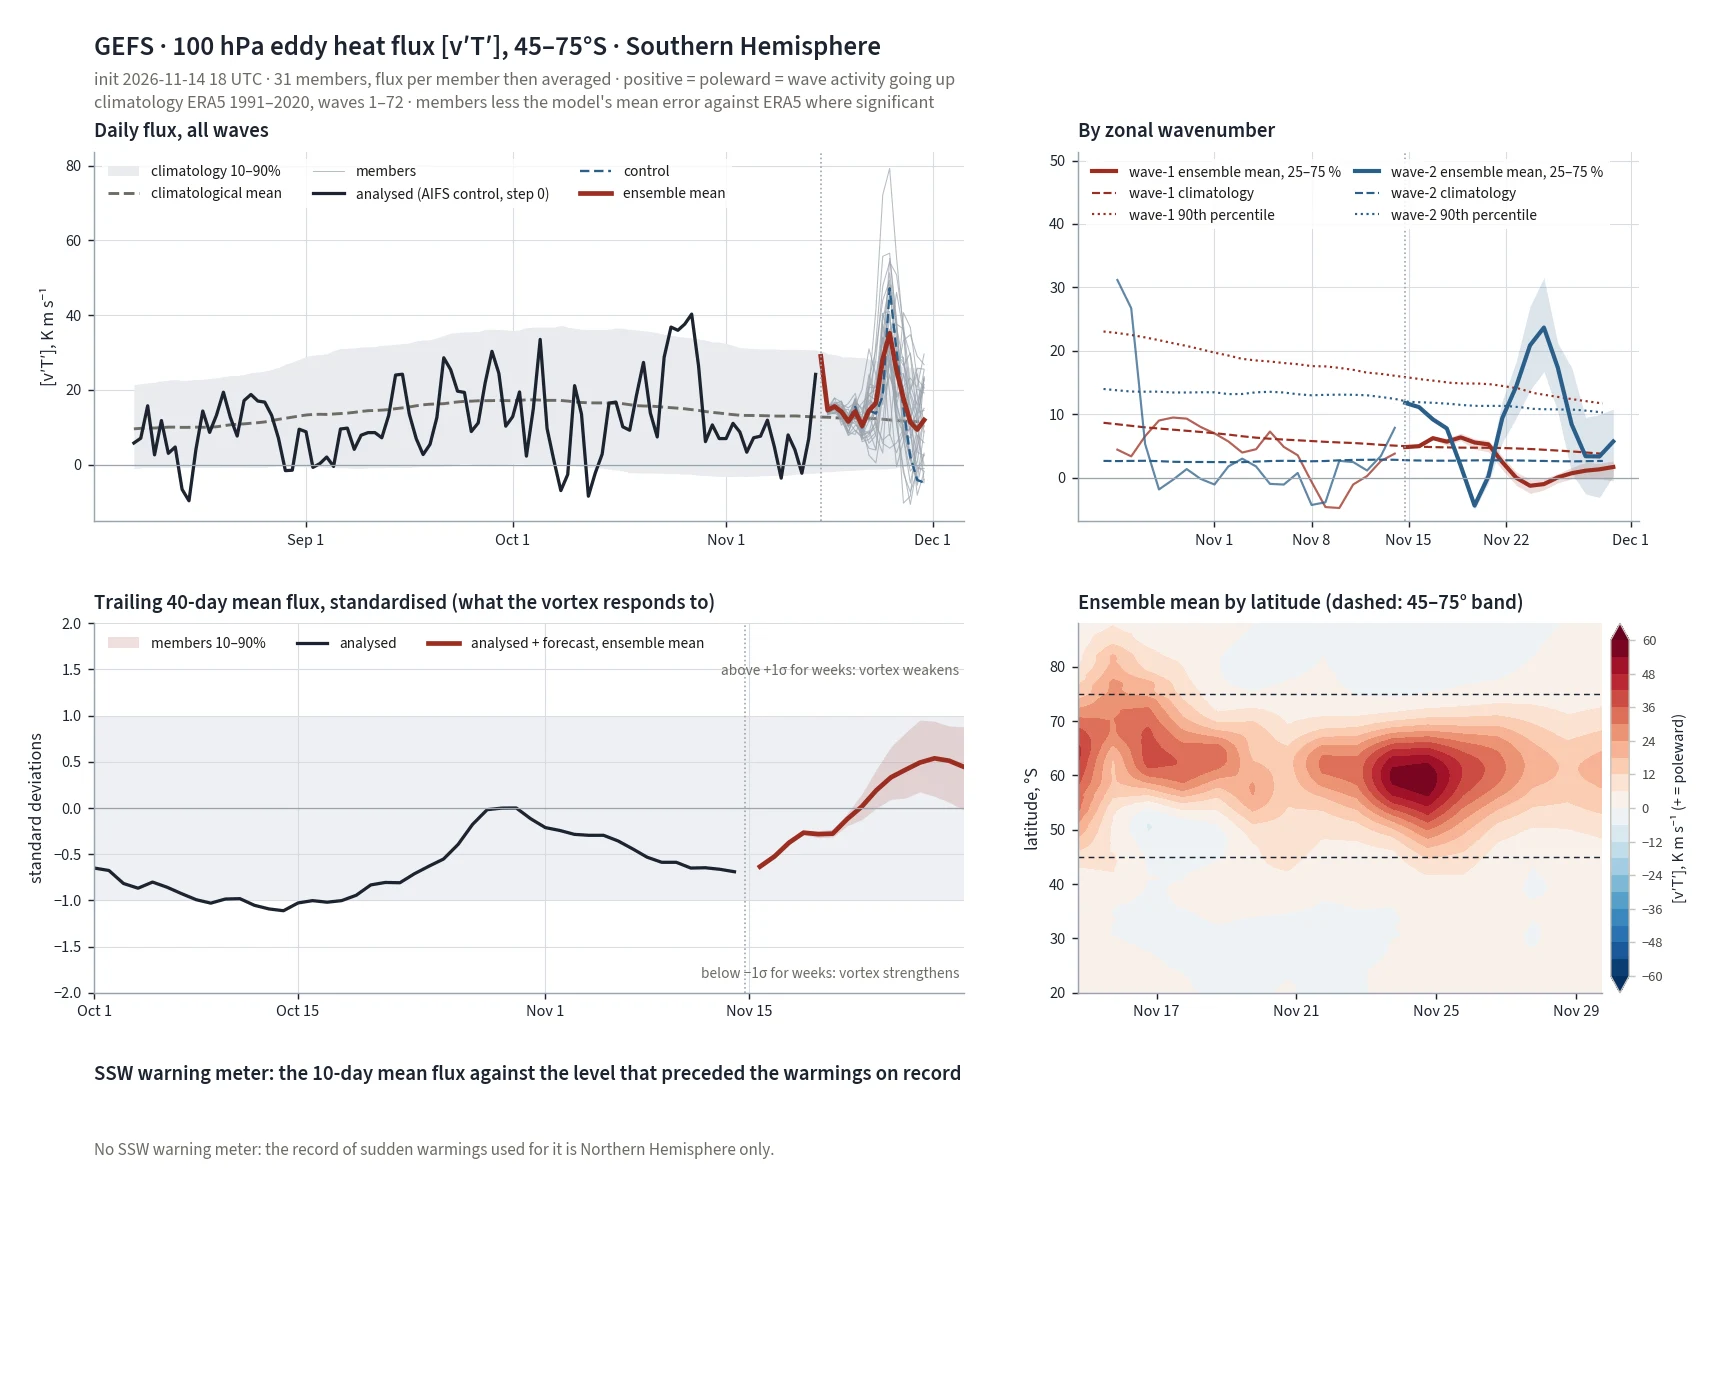 GEFS · 100 hPa eddy heat flux [v′T′], 45–75°S · Southern Hemisphere
init 2026-11-14 18 UTC · 31 members, flux per member then averaged · positive = poleward = wave activity going up
climatology ERA5 1991–2020, waves 1–72 · members less the model's mean error against ERA5 where significant
Daily flux, all waves
climatology 10–90%
climatological mean
members
analysed (AIFS control, step 0)
control
ensemble mean
[v′T′], K m s⁻¹
80
60
40
20
0
Sep 1
Oct 1
Nov 1
Dec 1
By zonal wavenumber
wave-1 ensemble mean, 25–75 %
wave-1 climatology
wave-1 90th percentile
wave-2 ensemble mean, 25–75 %
wave-2 climatology
wave-2 90th percentile
50
40
30
20
10
0
Nov 1
Nov 8
Nov 15
Nov 22
Dec 1
Trailing 40-day mean flux, standardised (what the vortex responds to)
members 10–90%
analysed
analysed + forecast, ensemble mean
above +1σ for weeks: vortex weakens
below −1σ for weeks: vortex strengthens
standard deviations
2.0
1.5
1.0
0.5
0.0
−0.5
−1.0
−1.5
−2.0
Oct 1
Oct 15
Nov 1
Nov 15
Ensemble mean by latitude (dashed: 45–75° band)
latitude, °S
80
70
60
50
40
30
20
Nov 17
Nov 21
Nov 25
Nov 29
60
48
36
24
12
0
−12
−24
−36
−48
−60
[v′T′], K m s⁻¹ (+ = poleward)
SSW warning meter: the 10-day mean flux against the level that preceded the warmings on record
No SSW warning meter: the record of sudden warmings used for it is Northern Hemisphere only.